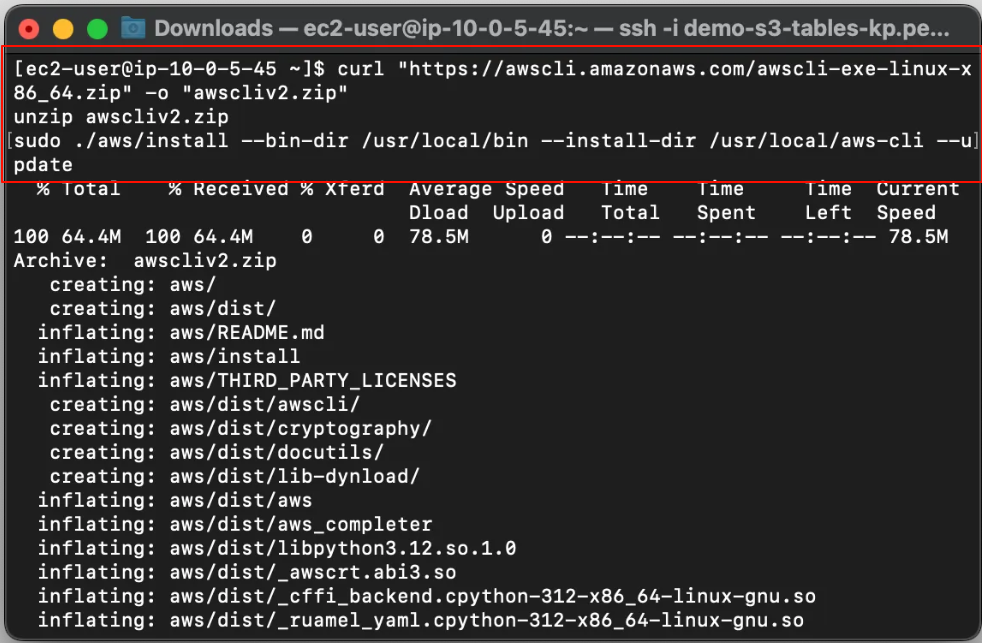 Downloads — ec2-user@ip-10-0-5-45:~ — ssh -i demo-s3-tables-kp.pe...
[ec2-user@ip-10-0-5-45 ~]$ curl "https://awscli.amazonaws.com/awscli-exe-linux-x
86_64.zip" -o "awscliv2.zip"
unzip awscliv2.zip
[sudo ./aws/install --bin-dir /usr/local/bin --install-dir /usr/local/aws-cli --u]
pdate
  % Total    % Received % Xferd  Average Speed   Time    Time     Time  Current
                                 Dload  Upload   Total   Spent    Left  Speed
100 64.4M  100 64.4M    0     0  78.5M      0 --:--:-- --:--:-- --:--:-- 78.5M
Archive:  awscliv2.zip
   creating: aws/
   creating: aws/dist/
  inflating: aws/README.md
  inflating: aws/install
  inflating: aws/THIRD_PARTY_LICENSES
   creating: aws/dist/awscli/
   creating: aws/dist/cryptography/
   creating: aws/dist/docutils/
   creating: aws/dist/lib-dynload/
  inflating: aws/dist/aws
  inflating: aws/dist/aws_completer
  inflating: aws/dist/libpython3.12.so.1.0
  inflating: aws/dist/_awscrt.abi3.so
  inflating: aws/dist/_cffi_backend.cpython-312-x86_64-linux-gnu.so
  inflating: aws/dist/_ruamel_yaml.cpython-312-x86_64-linux-gnu.so